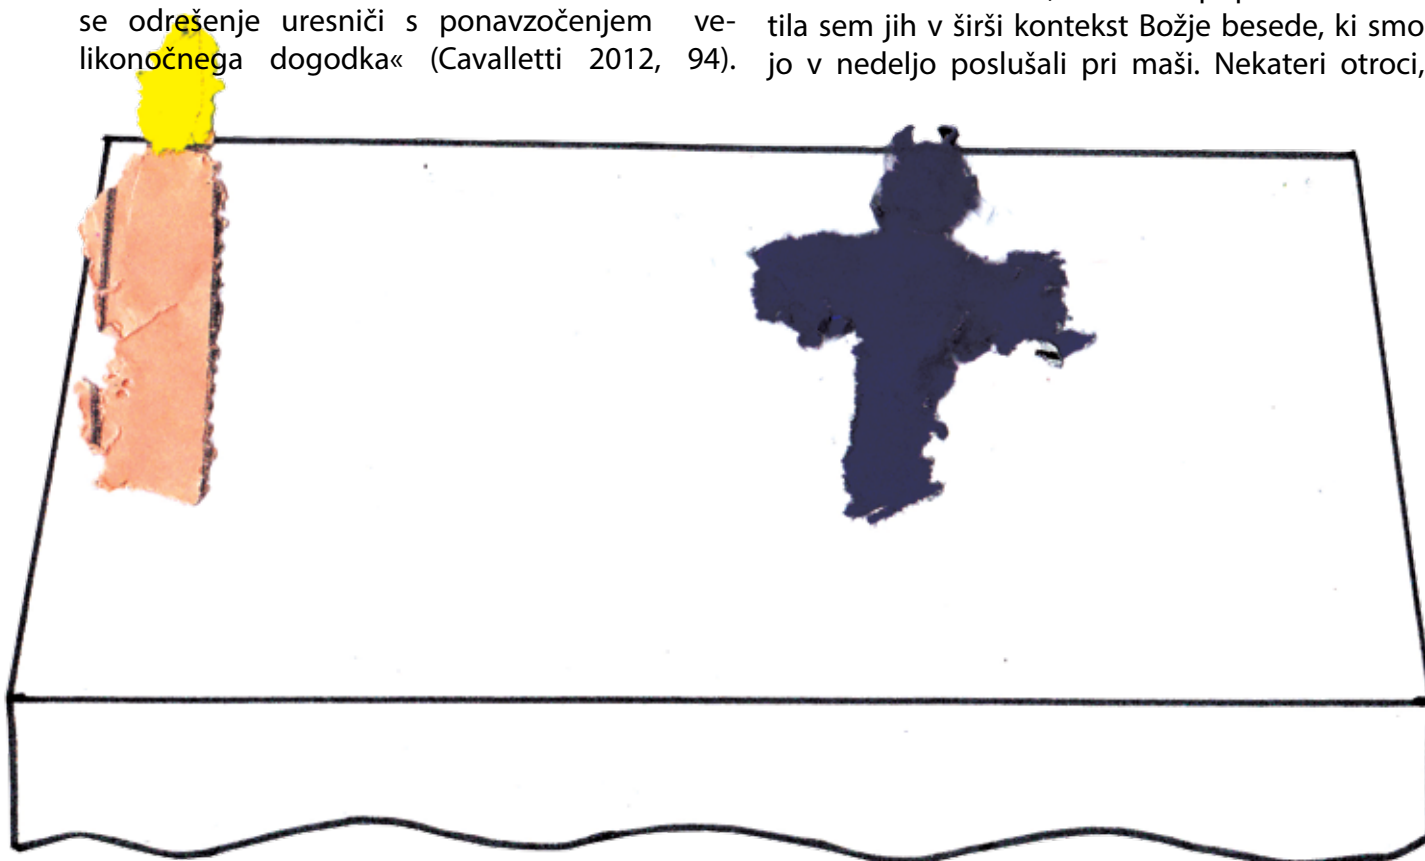 se odrešenje uresniči s ponavzočenjem ve-
likonočnega dogodka« (Cavalletti 2012, 94).
tila sem jih v širši kontekst Božje besede, ki smo
jo v nedeljo poslušali pri maši. Nekateri otroci,